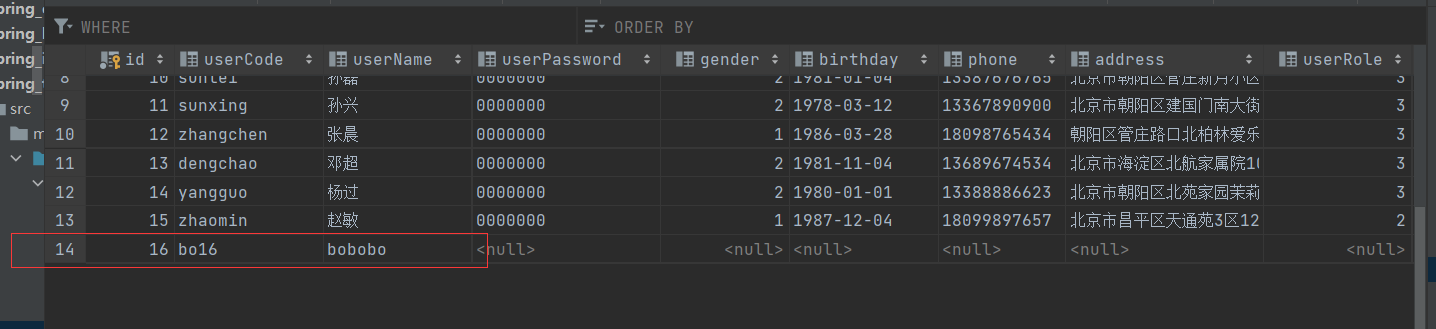 pring_
WHERE ORDER BY
pring_
pring_i id userCode userName userPassword gender birthday phone address userRole
pring_ 8 10 sunlei 孙磊 0000000 2 1981-01-04 13387676765 北京市朝阳区管庄新月小区 3
src 9 11 sunxing 孙兴 0000000 2 1978-03-12 13367890900 北京市朝阳区建国门南大街 3
m 10 12 zhangchen 张晨 0000000 1 1986-03-28 18098765434 朝阳区管庄路口北柏林爱乐 3
11 13 dengchao 邓超 0000000 2 1981-11-04 13689674534 北京市海淀区北航家属院10 3
12 14 yangguo 杨过 0000000 2 1980-01-01 13388886623 北京市朝阳区北苑家园茉莉 3
13 15 zhaomin 赵敏 0000000 1 1987-12-04 18099897657 北京市昌平区天通苑3区12 2
14 16 bo16 bobobo <null> <null> <null> <null> <null> <null>